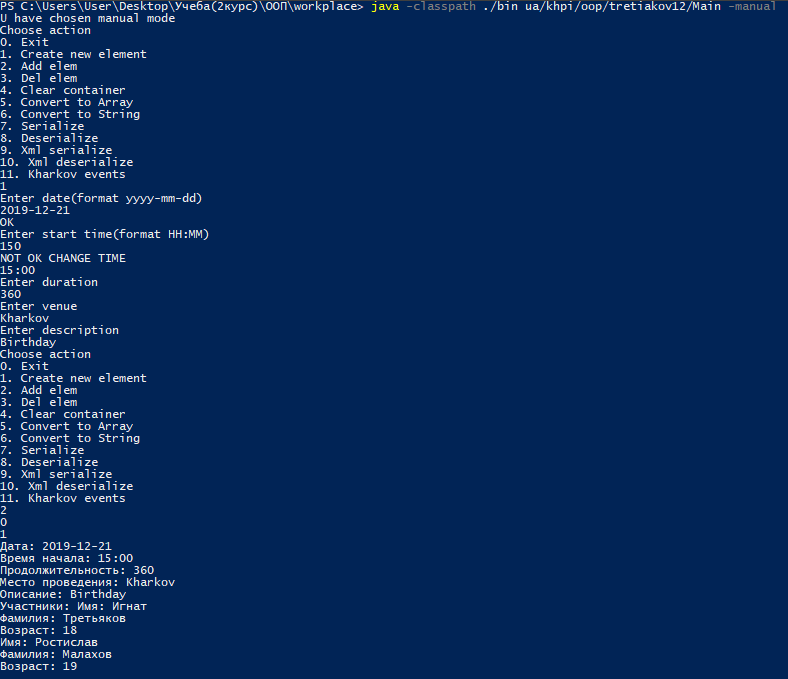 PS C:\Users\User\Desktop\Учеба(2курс)\ООП\workplace> java -classpath ./bin ua/khpi/oop/tretiakov12/Main -manual
U have chosen manual mode
Choose action
0. Exit
1. Create new element
2. Add elem
3. Del elem
4. Clear container
5. Convert to Array
6. Convert to String
7. Serialize
8. Deserialize
9. Xml serialize
10. Xml deserialize
11. Kharkov events
1
Enter date(format yyyy-mm-dd)
2019-12-21
OK
Enter start time(format HH:MM)
150
NOT OK CHANGE TIME
15:00
Enter duration
360
Enter venue
Kharkov
Enter description
Birthday
Choose action
0. Exit
1. Create new element
2. Add elem
3. Del elem
4. Clear container
5. Convert to Array
6. Convert to String
7. Serialize
8. Deserialize
9. Xml serialize
10. Xml deserialize
11. Kharkov events
2
0
1
Дата: 2019-12-21
Время начала: 15:00
Продолжительность: 360
Место проведения: Kharkov
Описание: Birthday
Участники: Имя: Игнат
Фамилия: Третьяков
Возраст: 18
Имя: Ростислав
Фамилия: Малахов
Возраст: 19